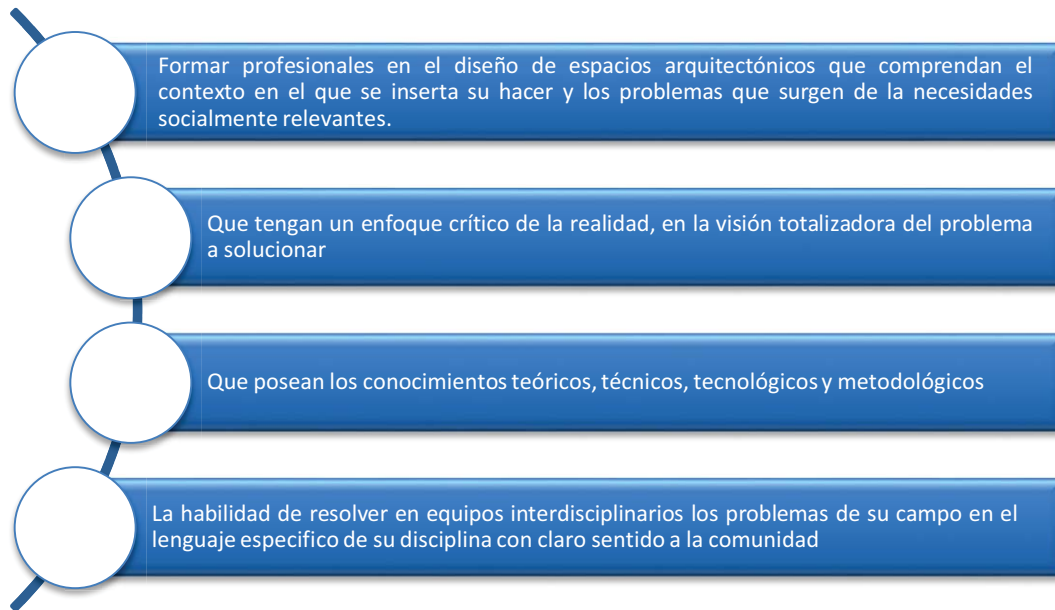 Formar profesionales en el diseño de espacios arquitectónicos que comprendan el
contexto en el que se inserta su hacer y los problemas que surgen de la necesidades
socialmente relevantes.
Que tengan un enfoque crítico de la realidad, en la visión totalizadora del problema
a solucionar
Que posean los conocimientos teóricos, técnicos, tecnológicos y metodológicos
La habilidad de resolver en equipos interdisciplinarios los problemas de su campo en el
lenguaje especifico de su disciplina con claro sentido a la comunidad